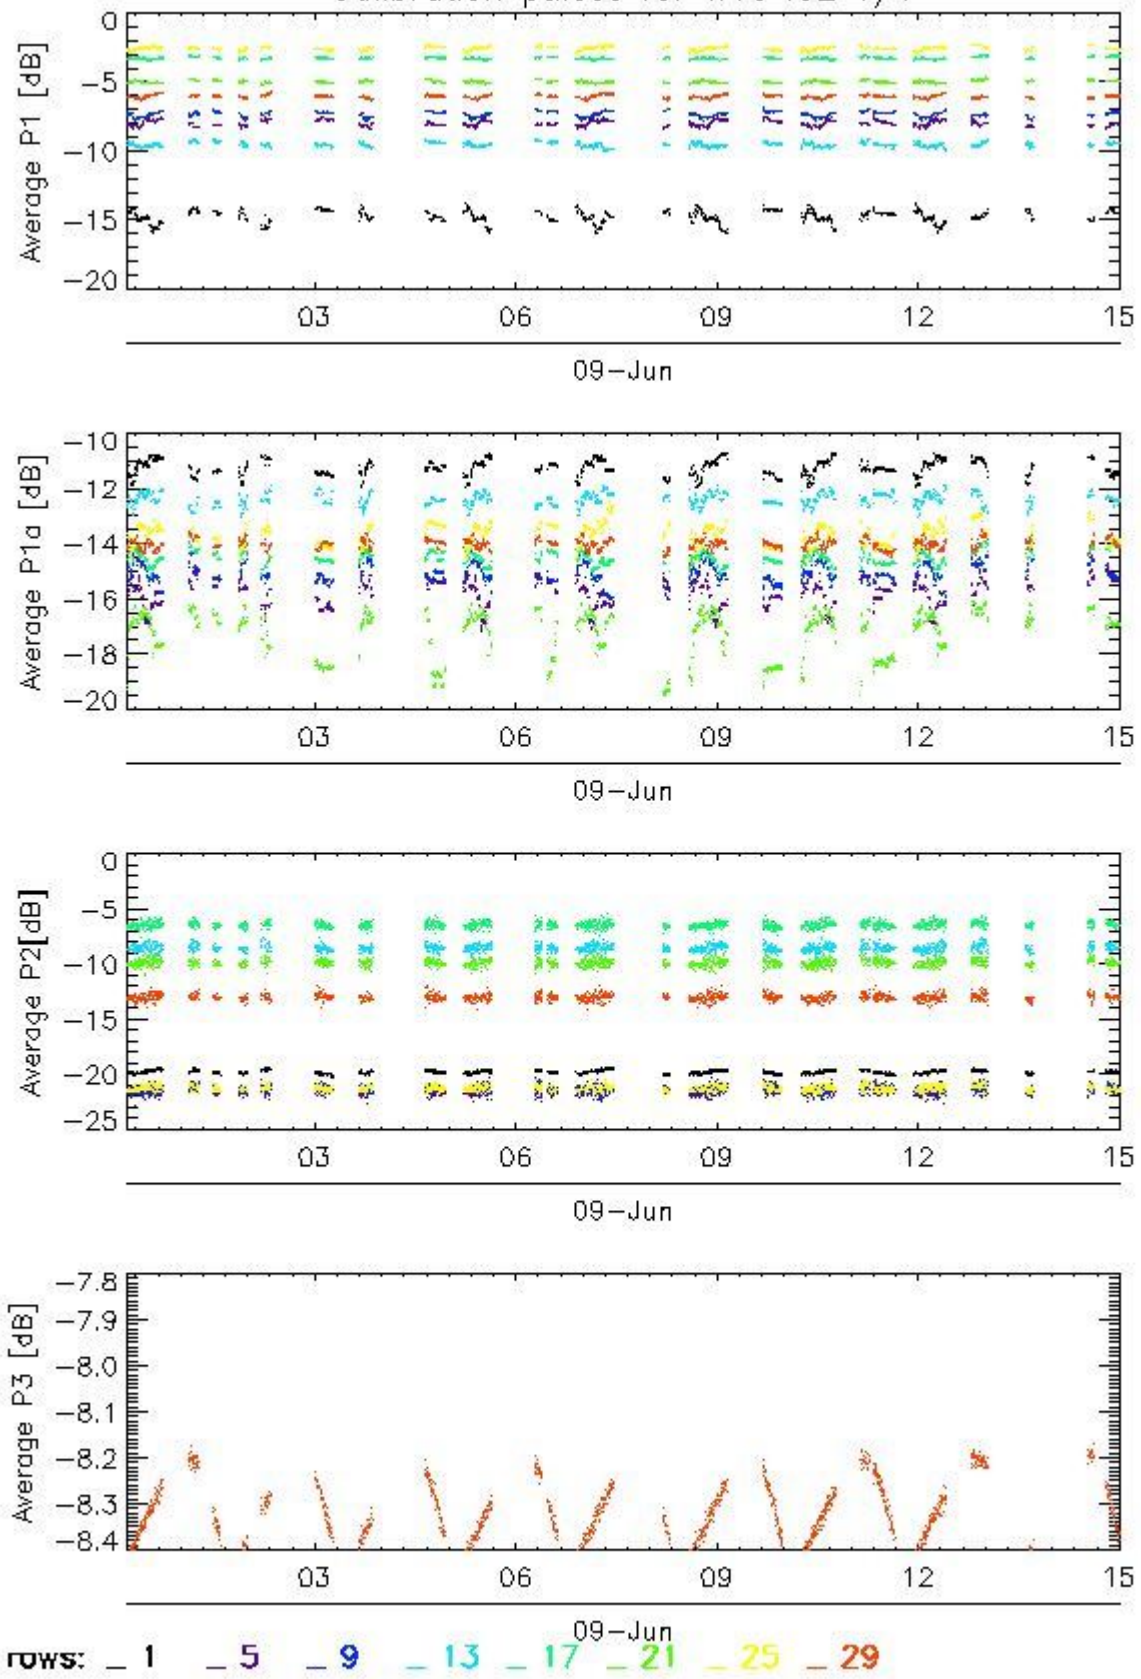 0
−5
−10
−15
−20
Average P1 [dB]
03 06 09 12 15
09−Jun
−10
−12
−14
−16
−18
−20
Average P1a [dB]
03 06 09 12 15
09−Jun
0
−5
−10
−15
−20
−25
Average P2[dB]
03 06 09 12 15
09−Jun
−7.8
−7.9
−8.0
−8.1
−8.2
−8.3
−8.4
Average P3 [dB]
03 06 09 12 15
09−Jun
rows: _ 1 _ 5 _ 9 _ 13 _ 17 _ 21 _ 25 _ 29